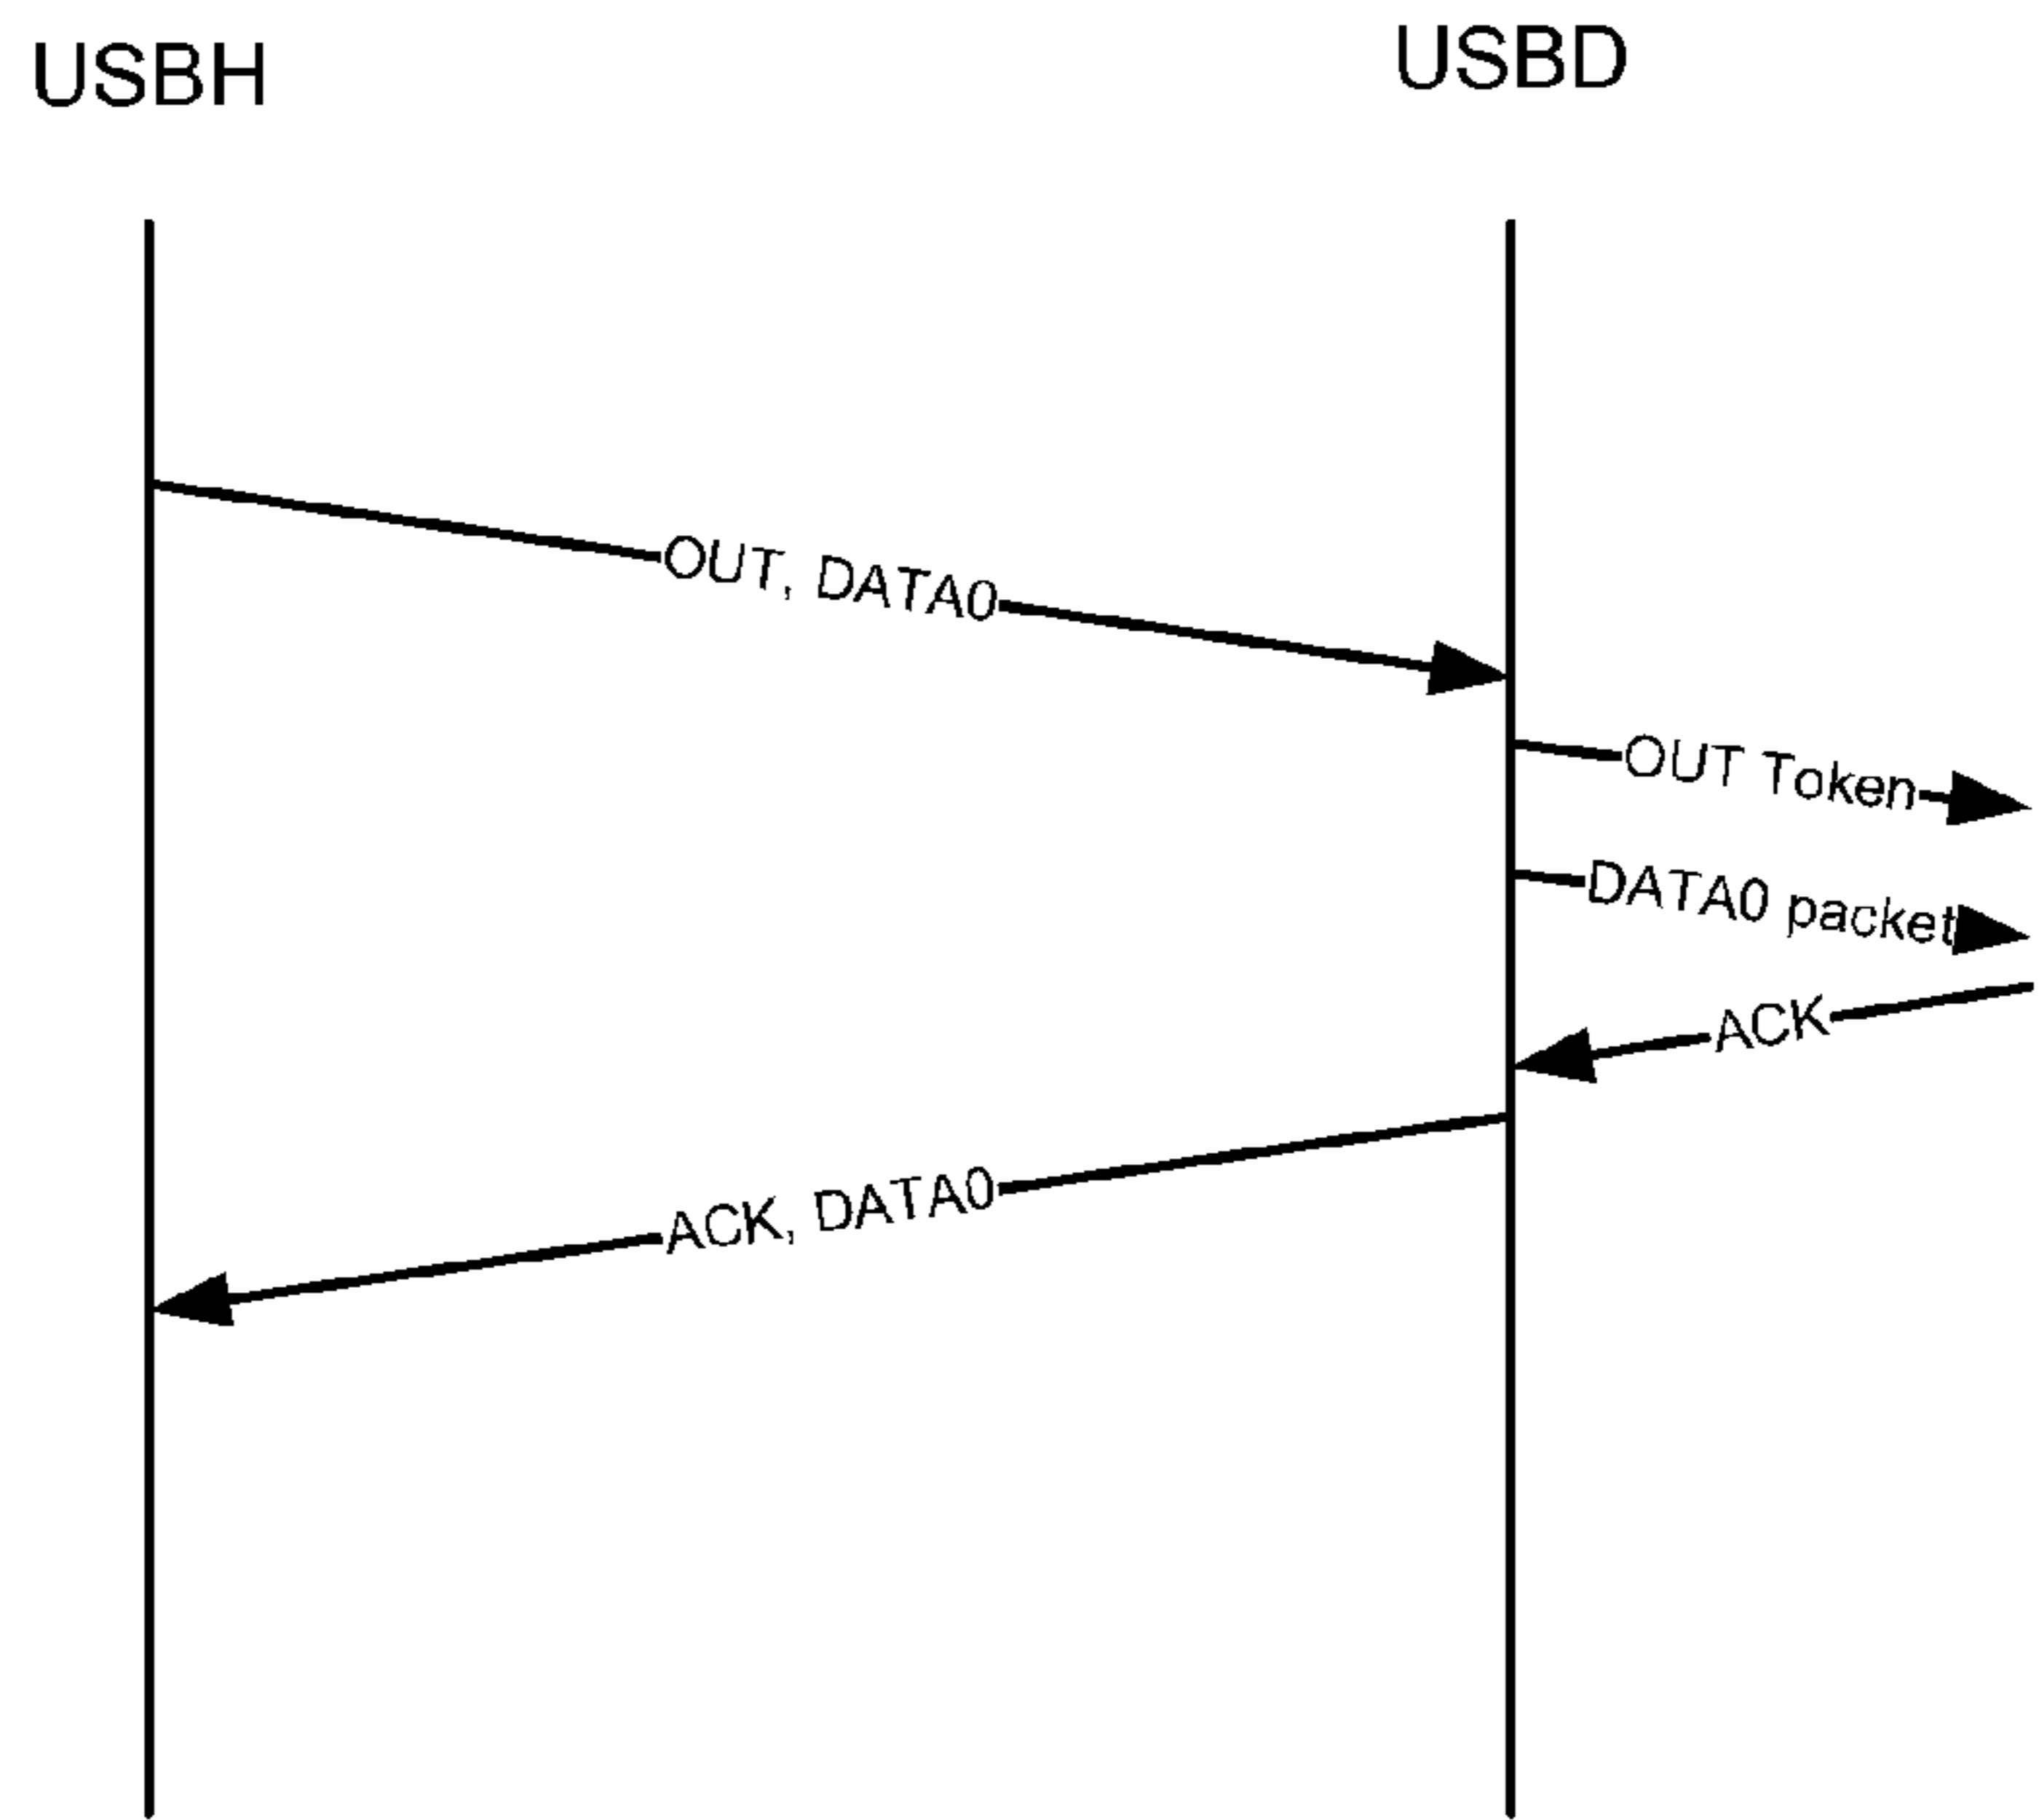 USBH
USBD
OUT, DATA0
OUT Token
DATA0 packet
ACK
ACK, DATA0